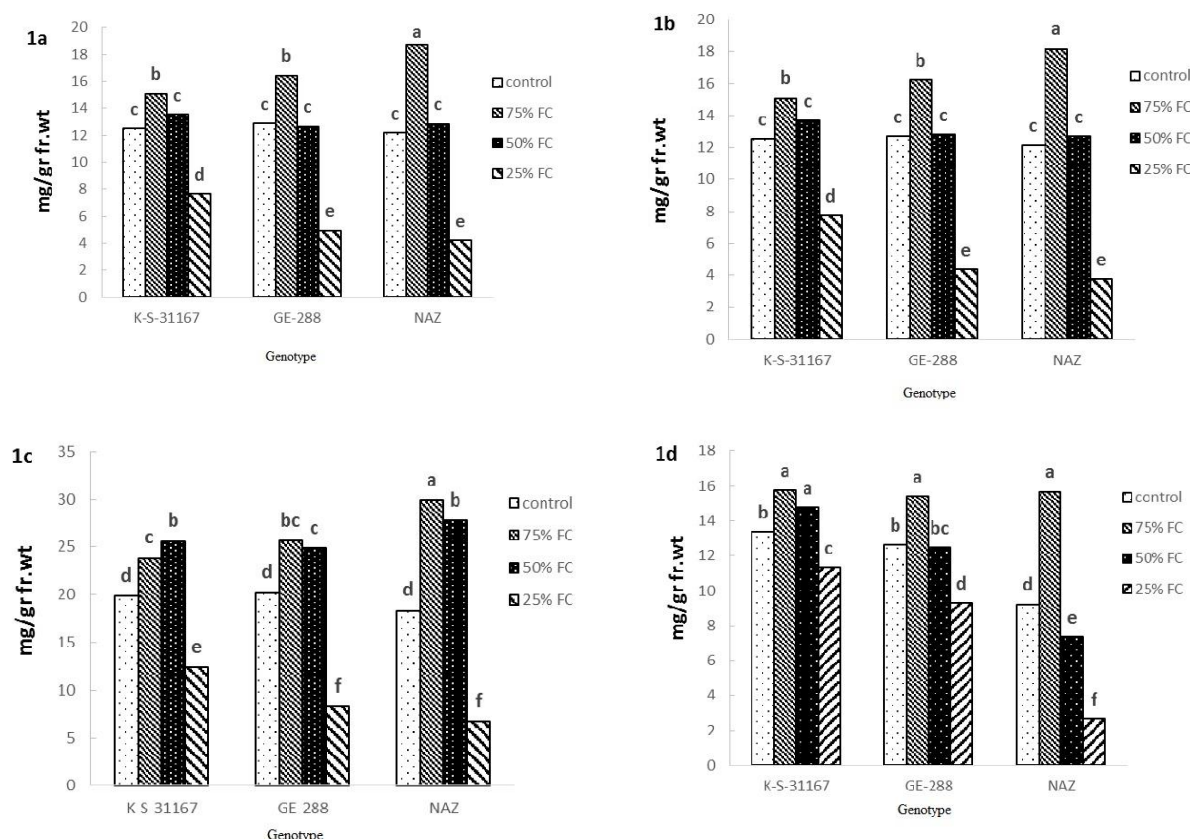 1a
mg/gr fr.wt
20
18
16
14
12
10
8
6
4
2
0
c b c d
c b c e
c a c e
K-S-31167 GE-288 NAZ
Genotype
control
75% FC
50% FC
25% FC
1b
mg/gr fr.wt
20
18
16
14
12
10
8
6
4
2
0
c b c d
c b c e
c a c e
K-S-31167 GE-288 NAZ
Genotype
control
75% FC
50% FC
25% FC
1c
mg/gr fr.wt
35
30
25
20
15
10
5
0
d c b e
d bc c f
d a b f
K S 31167 GE 288 NAZ
Genotype
control
75% FC
50% FC
25% FC
1d
mg/gr fr.wt
18
16
14
12
10
8
6
4
2
0
b a a c
b a bc d
b a e f
K-S-31167 GE-288 NAZ
Genotype
control
75% FC
50% FC
25% FC